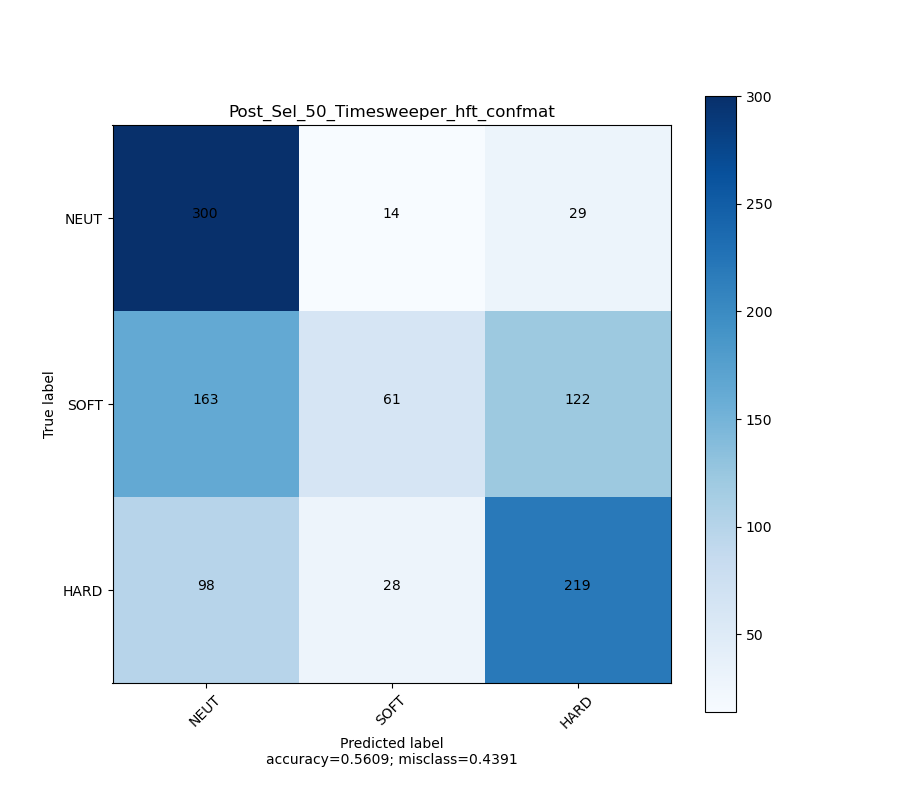 Post_Sel_50_Timesweeper_hft_confmat
300
NEUT 300 14 29
250
200
SOFT 163 61 122
150
100
HARD 98 28 219
50
NEUT SOFT HARD
True label
Predicted label
accuracy=0.5609; misclass=0.4391